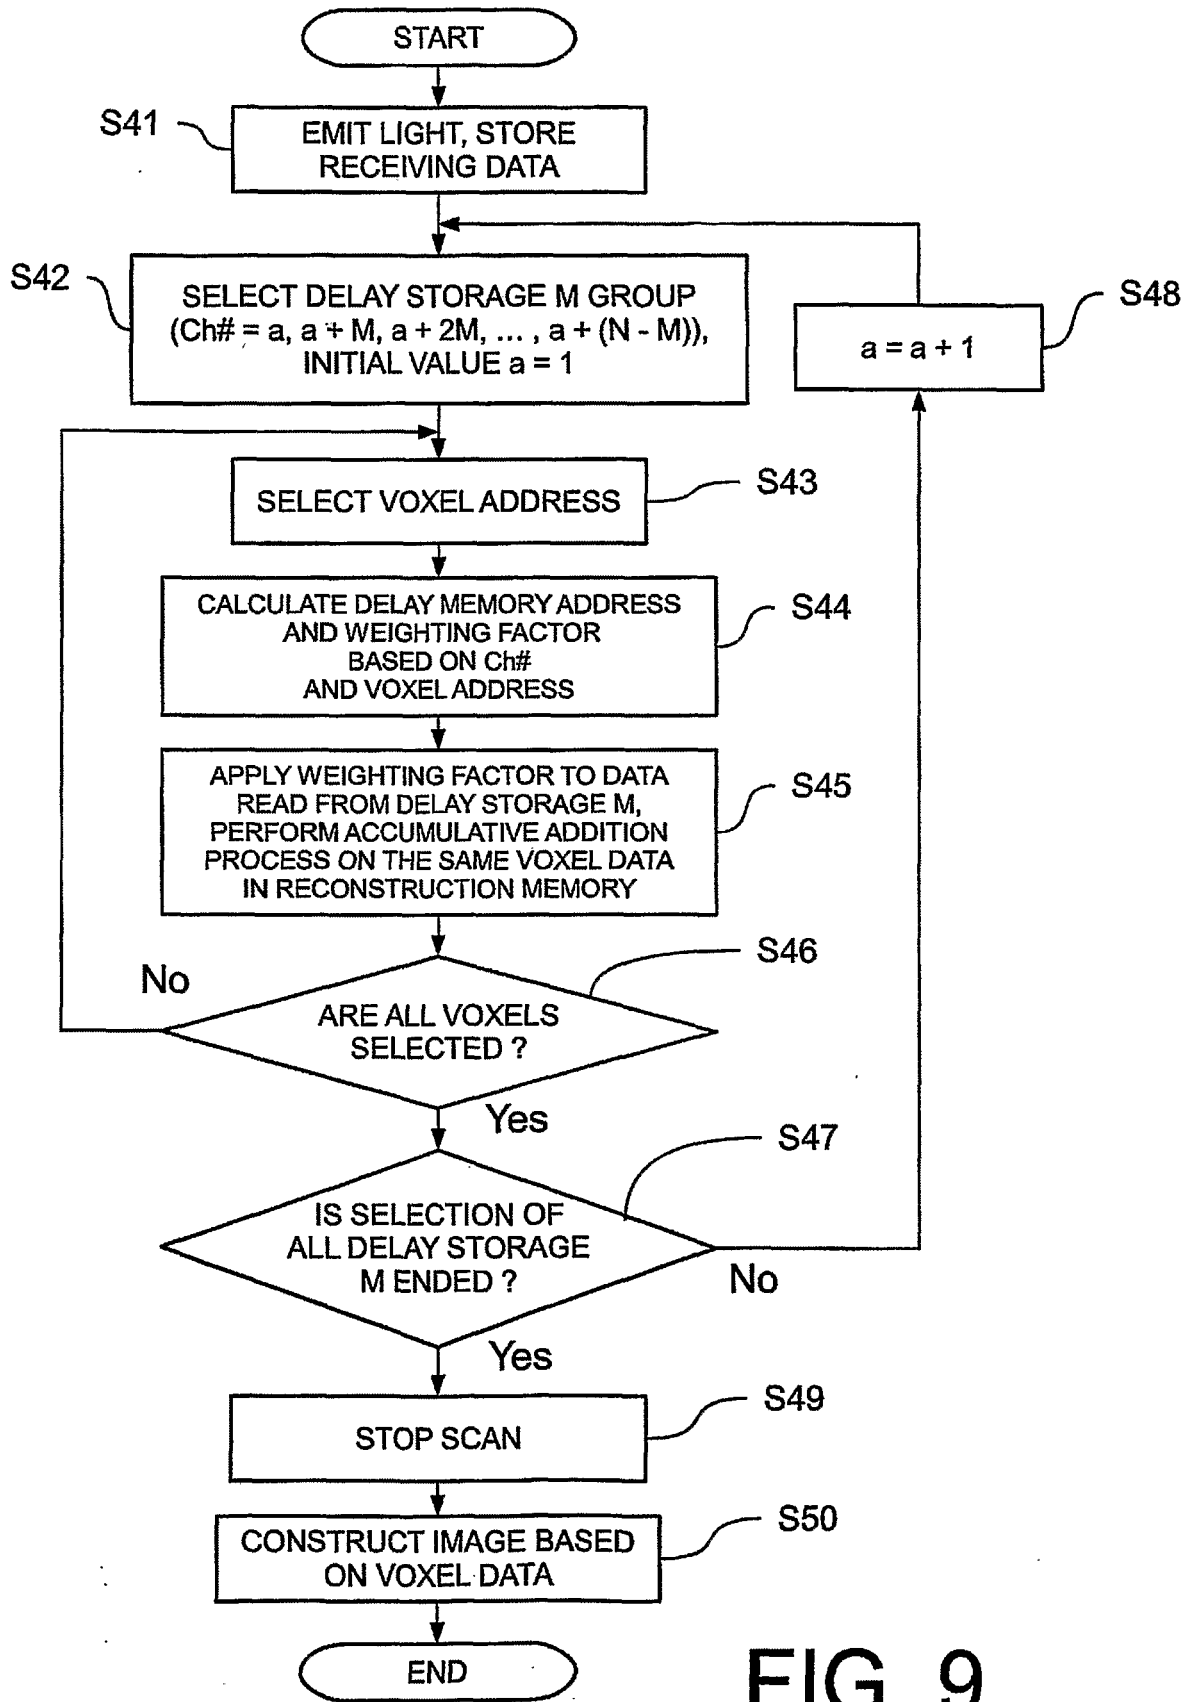 START
S41
EMIT LIGHT, STORE
RECEIVING DATA
S42
SELECT DELAY STORAGE M GROUP
(Ch# = a, a + M, a + 2M, ... , a + (N - M)),
INITIAL VALUE a = 1
S48
a = a + 1
S43
SELECT VOXEL ADDRESS
S44
CALCULATE DELAY MEMORY ADDRESS
AND WEIGHTING FACTOR
BASED ON Ch#
AND VOXEL ADDRESS
S45
APPLY WEIGHTING FACTOR TO DATA
READ FROM DELAY STORAGE M,
PERFORM ACCUMULATIVE ADDITION
PROCESS ON THE SAME VOXEL DATA
IN RECONSTRUCTION MEMORY
S46
No
ARE ALL VOXELS
SELECTED ?
Yes
S47
IS SELECTION OF
ALL DELAY STORAGE
M ENDED ?
No
Yes
S49
STOP SCAN
S50
CONSTRUCT IMAGE BASED
ON VOXEL DATA
END
FIG. 9